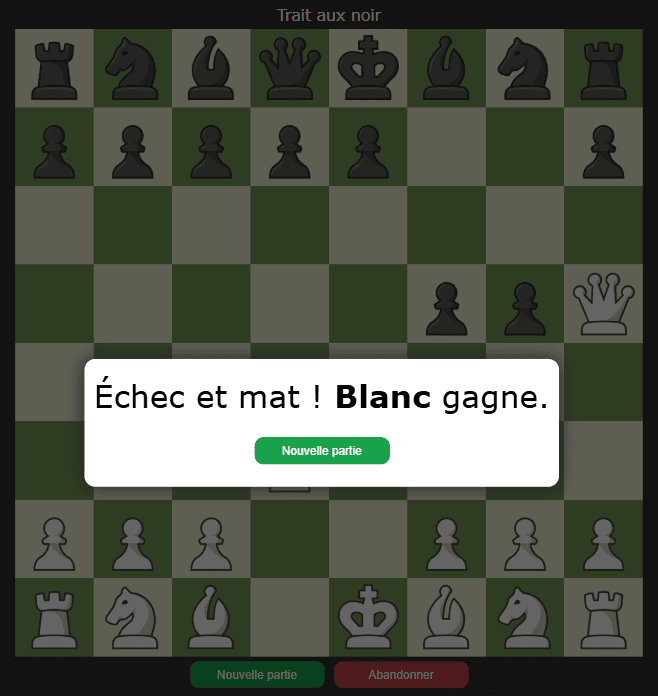 Trait aux noir
Échec et mat ! Blanc gagne.
Nouvelle partie
Nouvelle partie
Abandonner